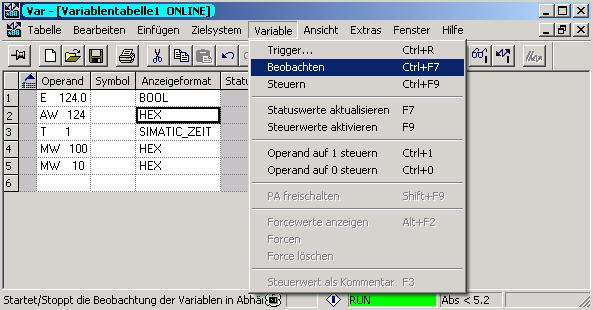 Var - [Variablentabelle1 ONLINE]
Tabelle Bearbeiten Einfügen Zielsystem Variable Ansicht Extras Fenster Hilfe
Operand Symbol Anzeigeformat Statu
1 E 124.0 BOOL
2 AW 124 HEX
3 T 1 SIMATIC_ZEIT
4 MW 100 HEX
5 MW 10 HEX
6
Trigger... Ctrl+R
Beobachten Ctrl+F7
Steuern Ctrl+F9
Statuswerte aktualisieren F7
Steuerwerte aktivieren F9
Operand auf 1 steuern Ctrl+1
Operand auf 0 steuern Ctrl+0
PA freischalten Shift+F9
Forcewerte anzeigen Alt+F2
Forcen
Force löschen
Steuerwert als Kommentar F3
Startet/Stoppt die Beobachtung der Variablen in Abhän RUN Abs < 5.2